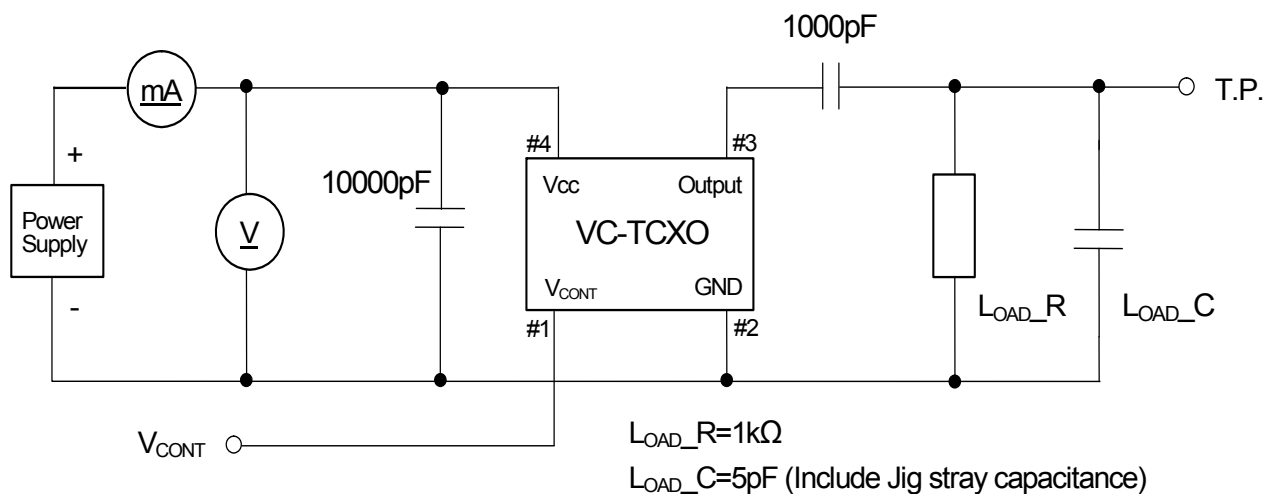 1000pF
mA
T.P.
#4
#3
+
10000pF
Vcc
Output
Power
Supply
V
VC-TCXO
-
VCONT
GND
#1
#2
LOAD_R
LOAD_C
VCONT
LOAD_R=1kΩ
LOAD_C=5pF (Include Jig stray capacitance)